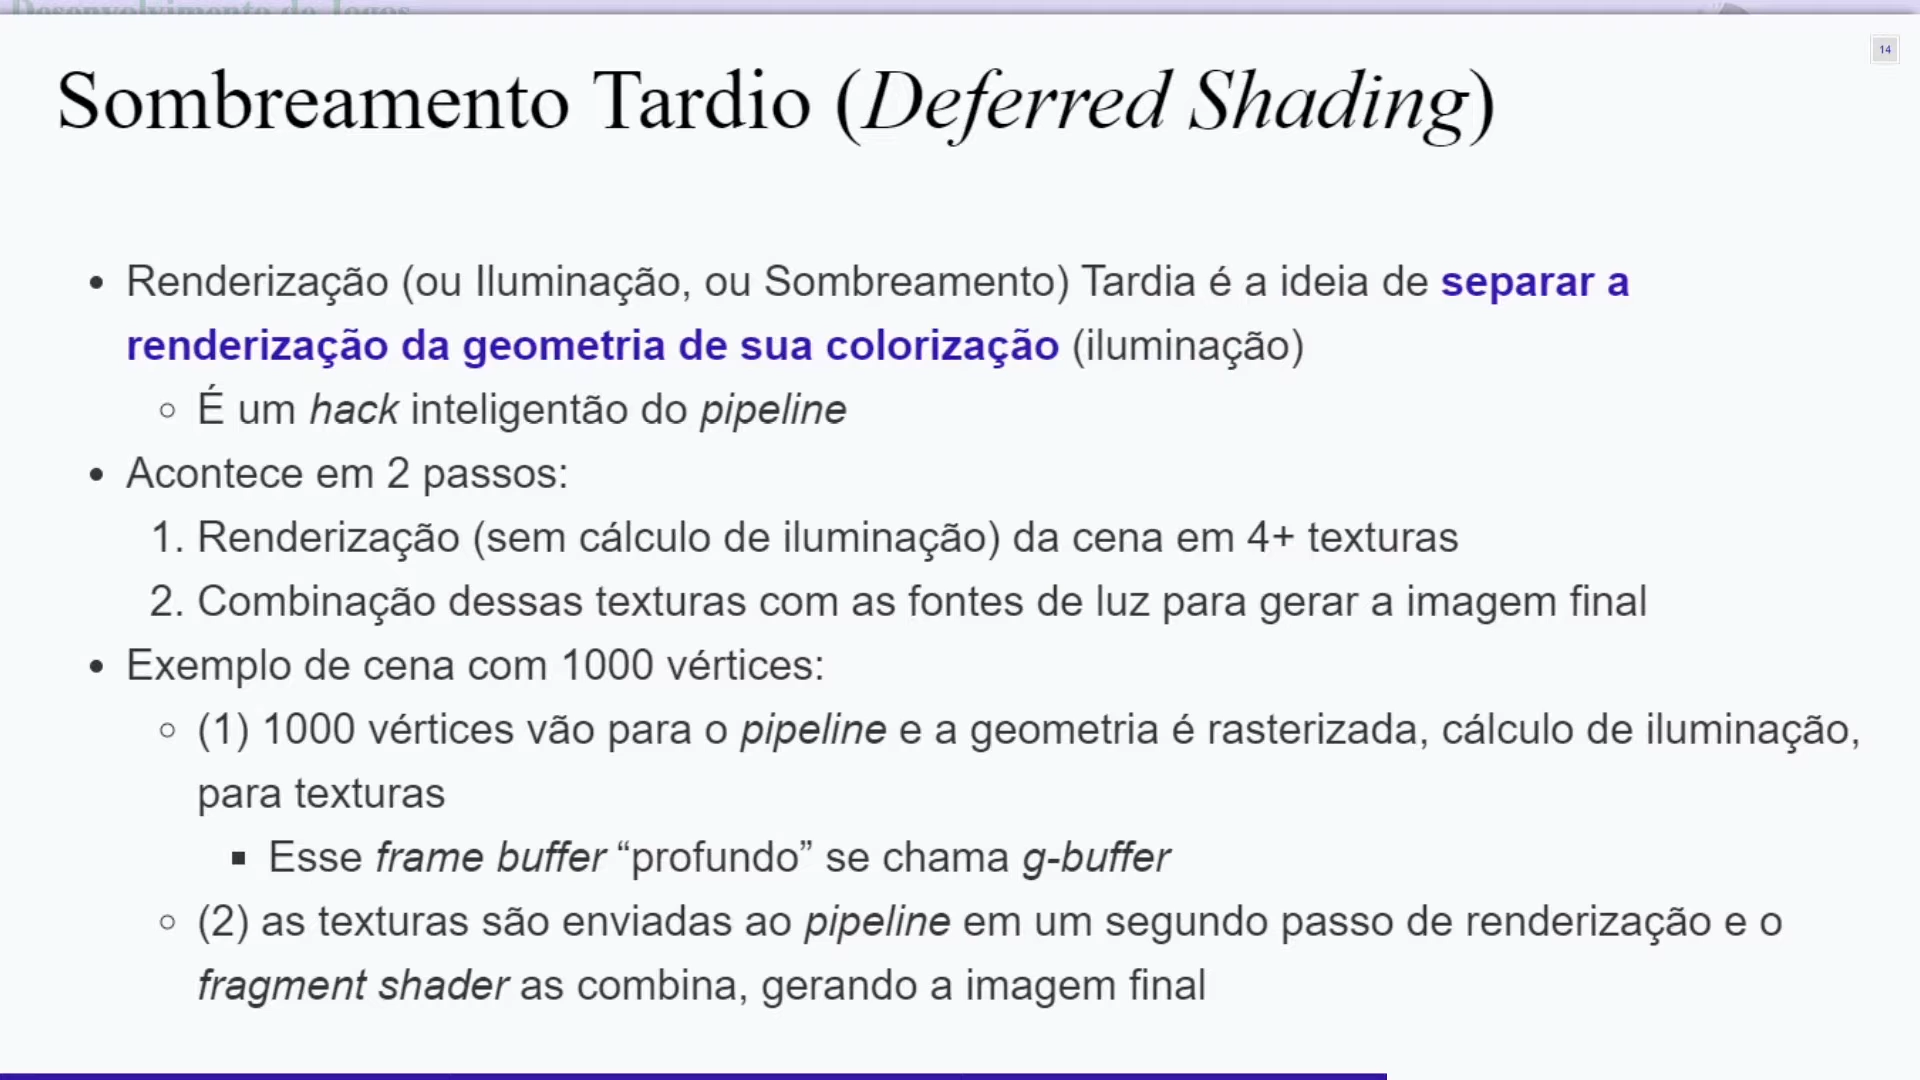 Desenvolvimento de Jogos
14
Sombreamento Tardio (Deferred Shading)
• Renderização (ou Iluminação, ou Sombreamento) Tardia é a ideia de separar a
renderização da geometria de sua colorização (iluminação)
◦ É um hack inteligentão do pipeline
• Acontece em 2 passos:
1. Renderização (sem cálculo de iluminação) da cena em 4+ texturas
2. Combinação dessas texturas com as fontes de luz para gerar a imagem final
• Exemplo de cena com 1000 vértices:
◦ (1) 1000 vértices vão para o pipeline e a geometria é rasterizada, cálculo de iluminação,
para texturas
▪ Esse frame buffer “profundo” se chama g-buffer
◦ (2) as texturas são enviadas ao pipeline em um segundo passo de renderização e o
fragment shader as combina, gerando a imagem final